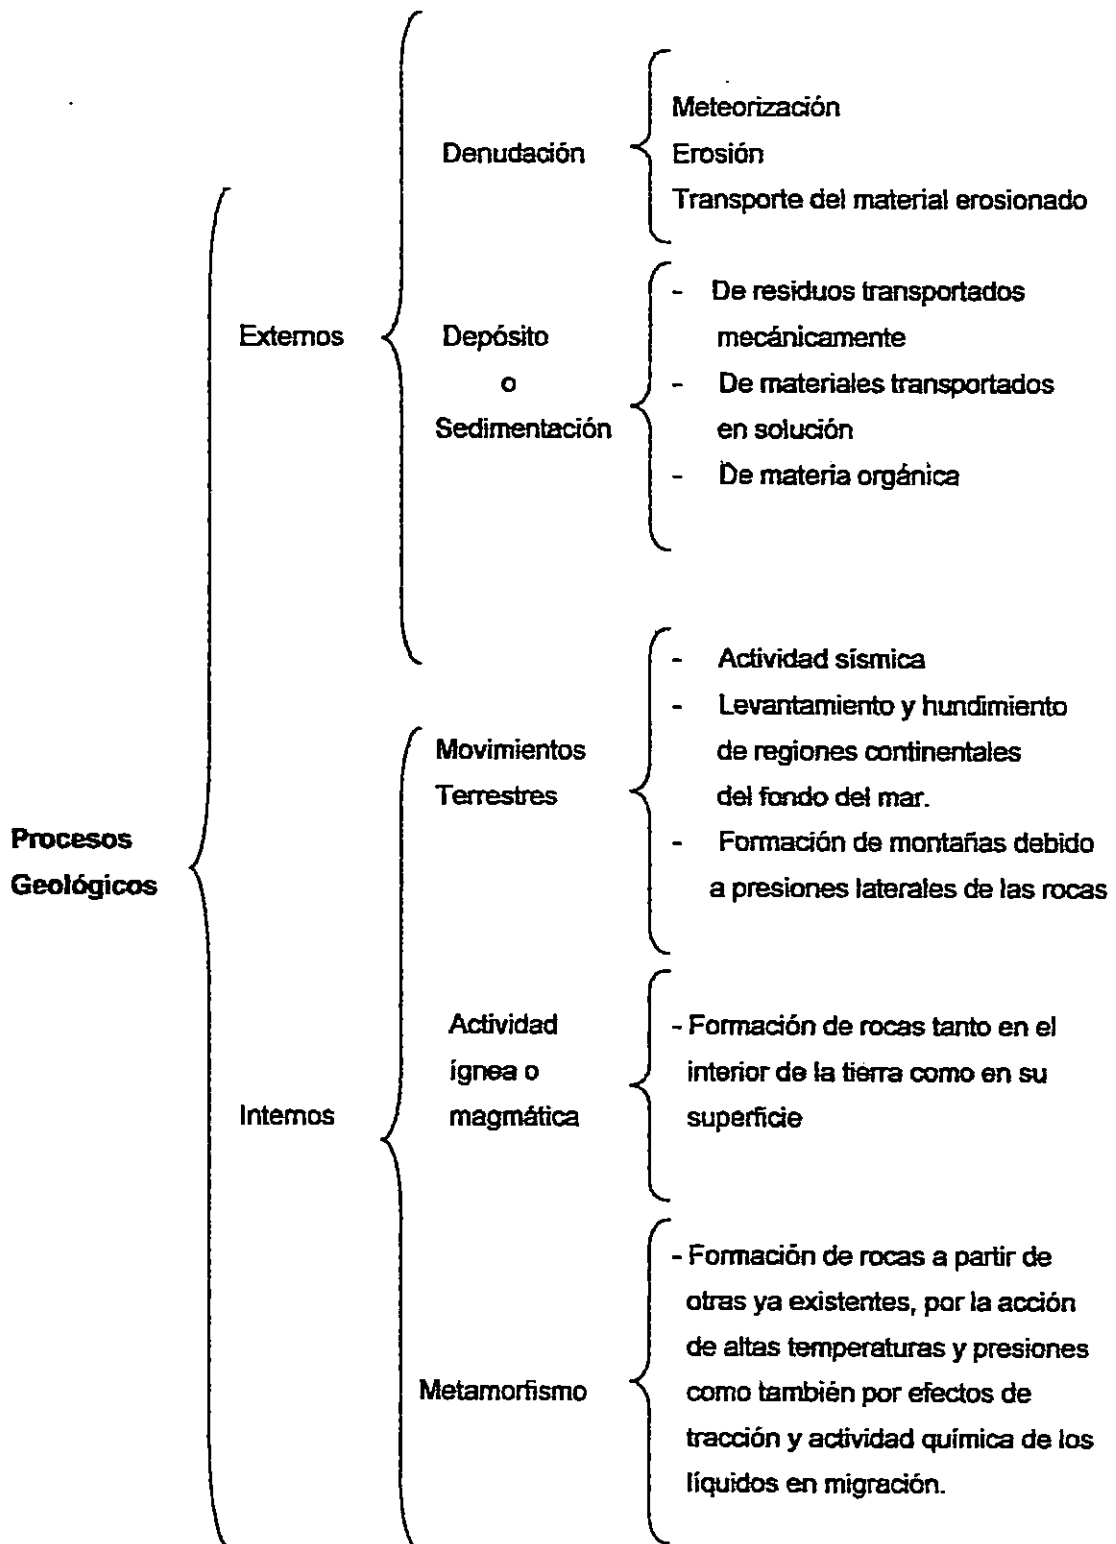 Procesos
Geológicos
Externos
Denudación
Meteorización
Erosión
Transporte del material erosionado
Depósito
o
Sedimentación
- De residuos transportados
mecánicamente
- De materiales transportados
en solución
- De materia orgánica
Internos
Movimientos
Terrestres
- Actividad sísmica
- Levantamiento y hundimiento
de regiones continentales
del fondo del mar.
- Formación de montañas debido
a presiones laterales de las rocas
Actividad
ígnea o
magmática
- Formación de rocas tanto en el
interior de la tierra como en su
superficie
Metamorfismo
- Formación de rocas a partir de
otras ya existentes, por la acción
de altas temperaturas y presiones
como también por efectos de
tracción y actividad química de los
líquidos en migración.